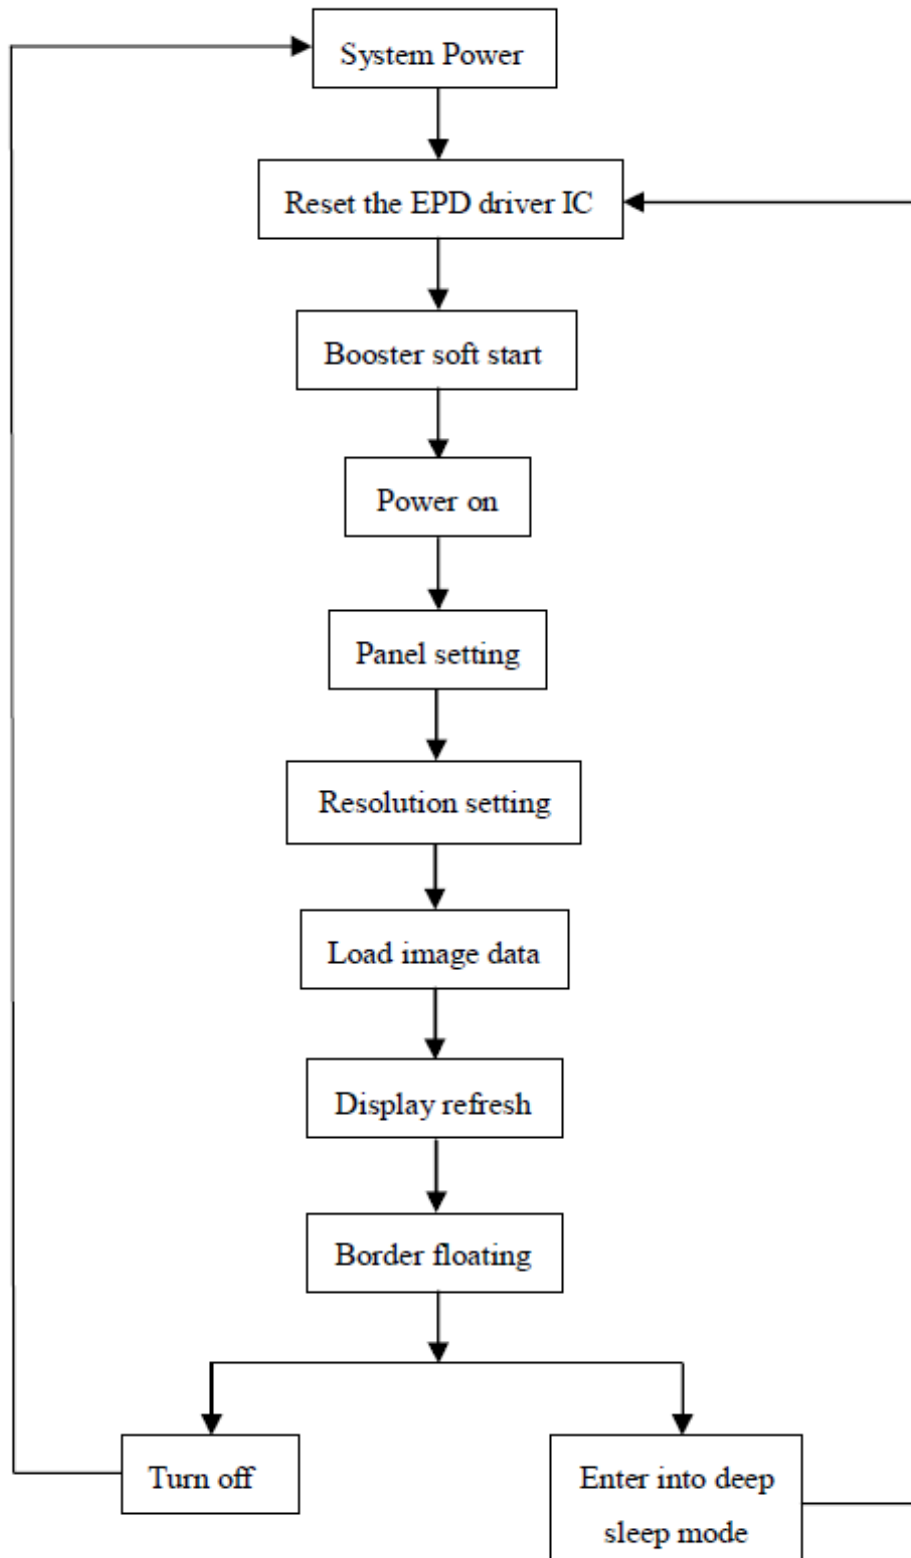 System Power
Reset the EPD driver IC
Booster soft start
Power on
Panel setting
Resolution setting
Load image data
Display refresh
Border floating
Turn off
Enter into deep
sleep mode